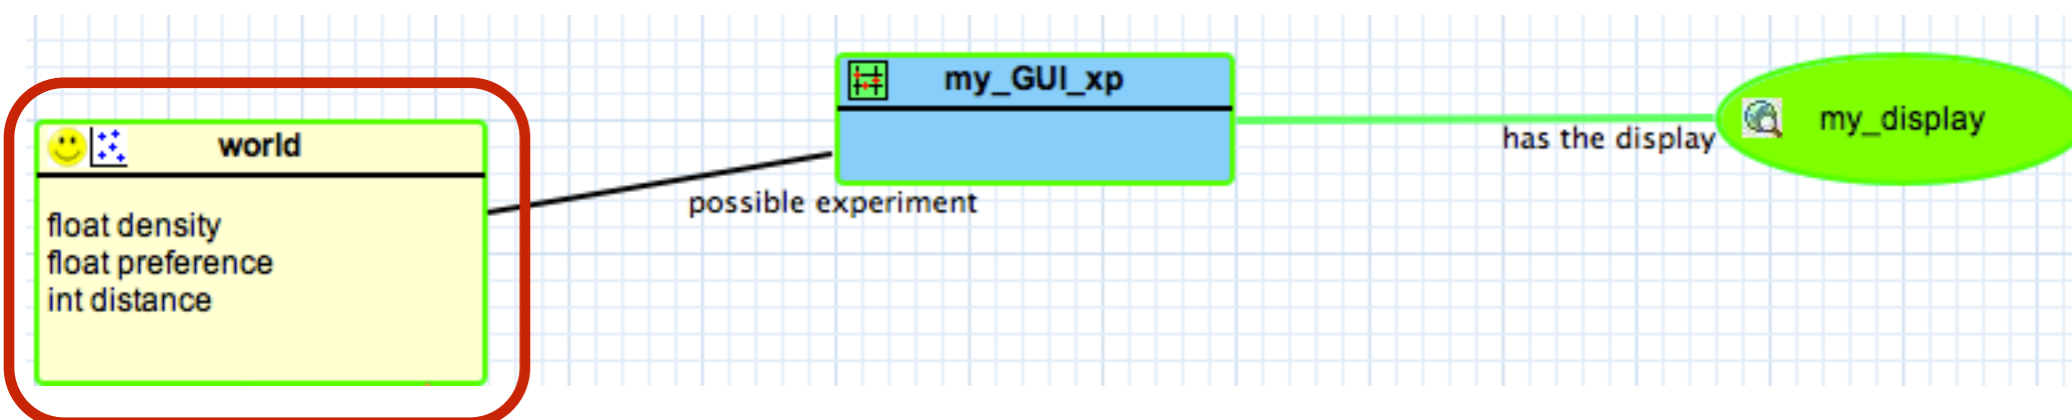 world
float density
float preference
int distance
possible experiment
my_GUI_xp
has the display
my_display